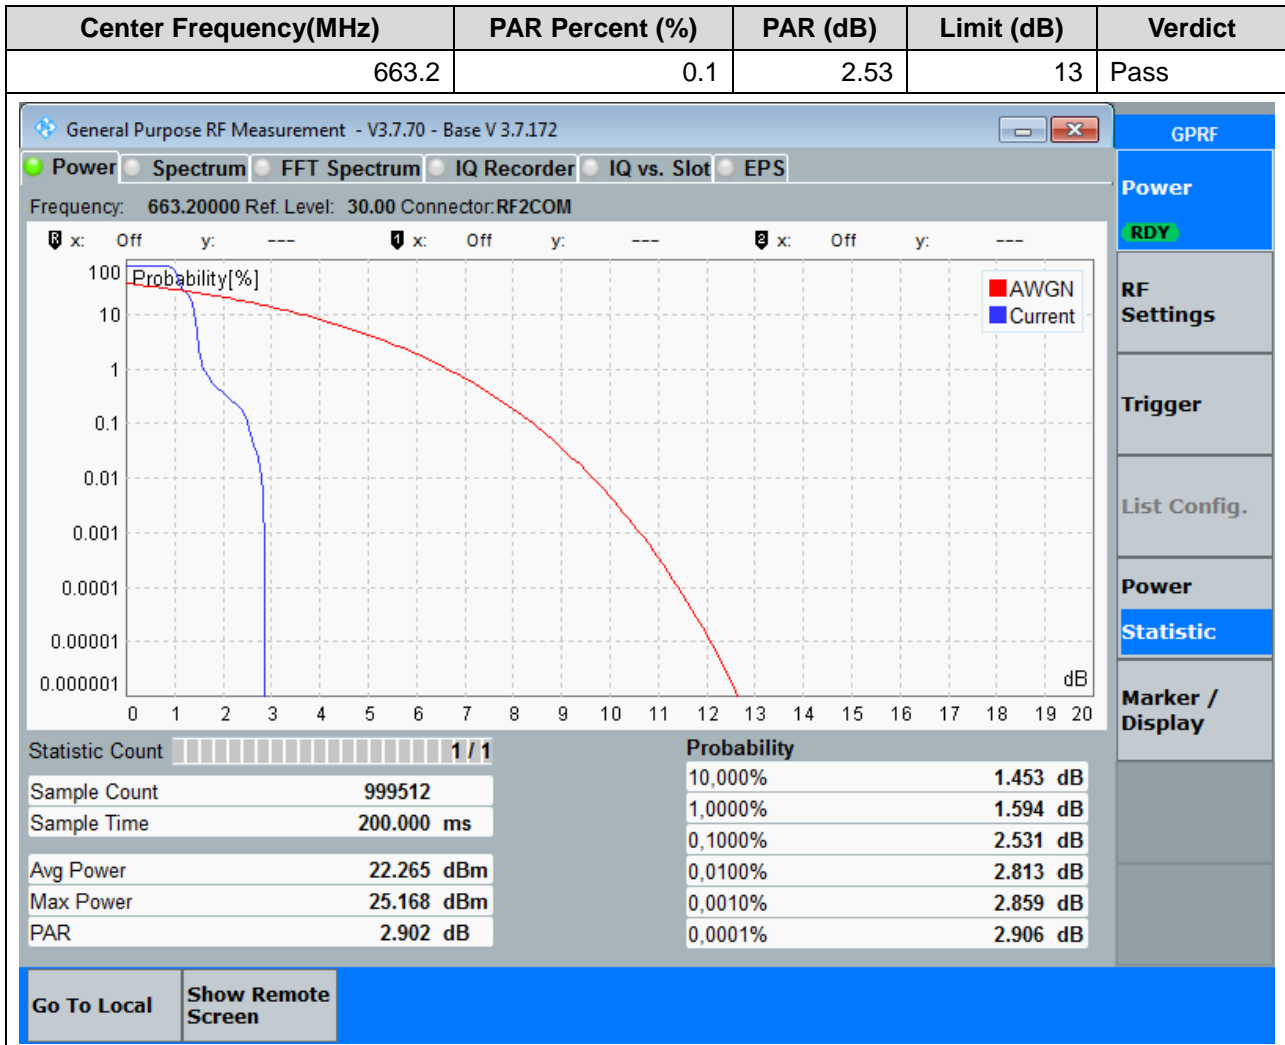 Center Frequency(MHz) PAR Percent (%) PAR (dB) Limit (dB) Verdict
663.2 0.1 2.53 13 Pass
General Purpose RF Measurement - V3.7.70 - Base V 3.7.172
GPRF
Power Spectrum FFT Spectrum IQ Recorder IQ vs. Slot EPS
Frequency: 663.20000 Ref. Level: 30.00 Connector:RF2COM
R x: Off y: --- 1 x: Off y: --- 2 x: Off y: ---
Probability[%]
AWGN
Current
100
10
1
0.1
0.01
0.001
0.0001
0.00001
0.000001
dB
0 1 2 3 4 5 6 7 8 9 10 11 12 13 14 15 16 17 18 19 20
Statistic Count 1 / 1
Sample Count 999512
Sample Time 200.000 ms
Avg Power 22.265 dBm
Max Power 25.168 dBm
PAR 2.902 dB
Probability
10,000% 1.453 dB
1,0000% 1.594 dB
0,1000% 2.531 dB
0,0100% 2.813 dB
0,0010% 2.859 dB
0,0001% 2.906 dB
Power
RDY
RF
Settings
Trigger
List Config.
Power
Statistic
Marker /
Display
Go To Local
Show Remote
Screen